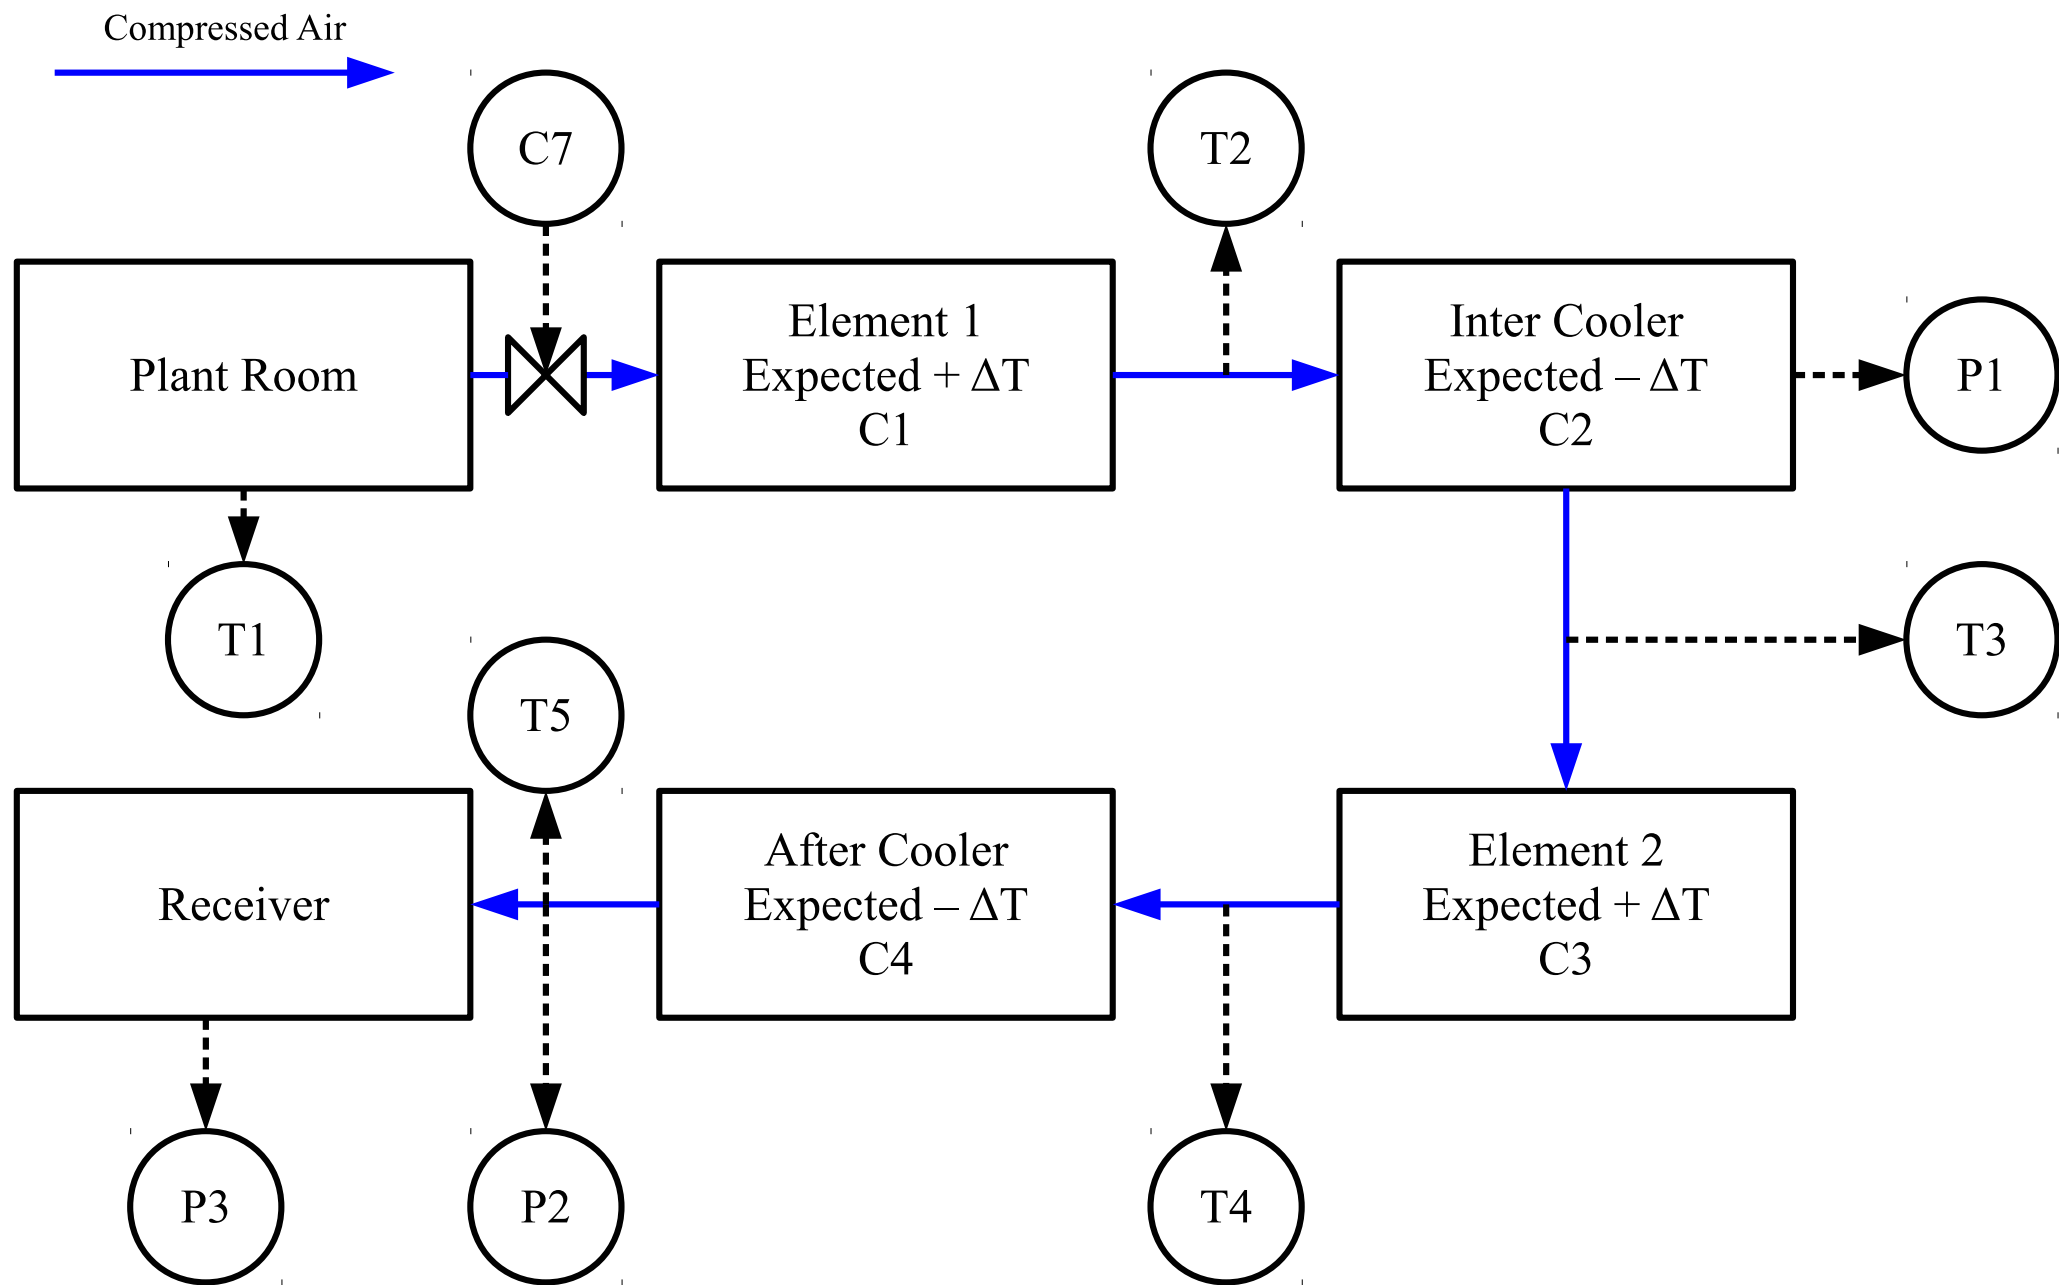 Compressed Air
C7
T2
Plant Room
Element 1
Expected + ΔT
C1
Inter Cooler
Expected – ΔT
C2
P1
T1
T3
T5
Receiver
After Cooler
Expected – ΔT
C4
Element 2
Expected + ΔT
C3
P3
P2
T4